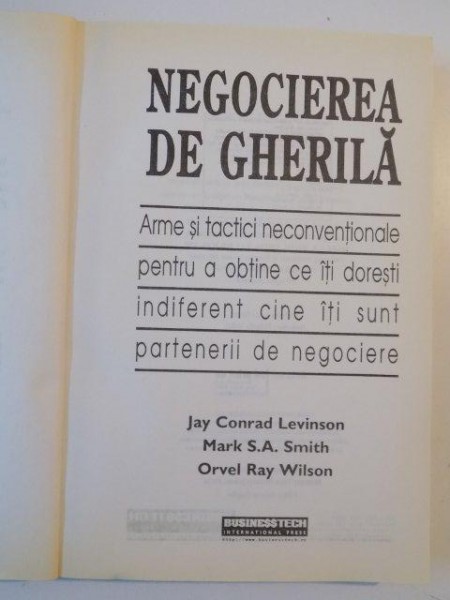 NEGOCIEREA
DE GHERILĂ
Arme și tactici neconvenționale
pentru a obține ce îți dorești
indiferent cine îți sunt
partenerii de negociere
Jay Conrad Levinson
Mark S.A. Smith
Orvel Ray Wilson
BUSINESSTECH
INTERNATIONAL PRESS